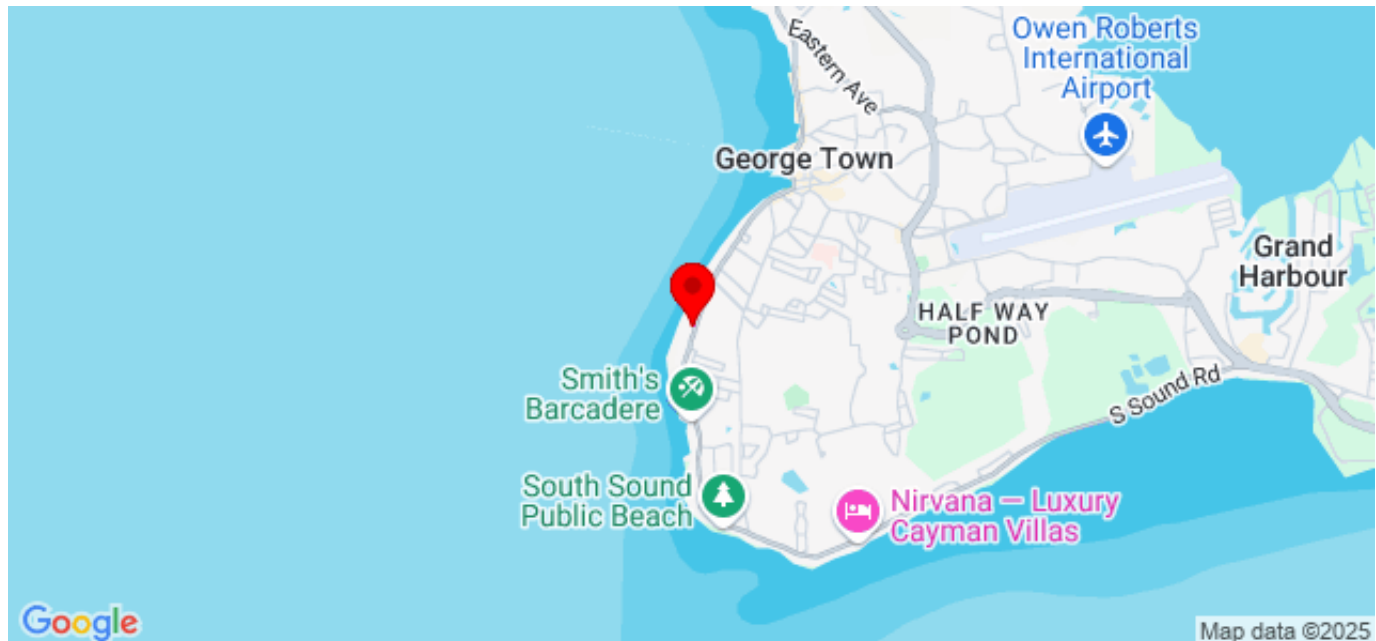 Owen Roberts
International
Airport
Eastern Ave
George Town
Grand
Harbour
HALF WAY
POND
Smith's
Barcadere
S Sound Rd
South Sound
Public Beach
Nirvana — Luxury
Cayman Villas
Google
Map data ©2025